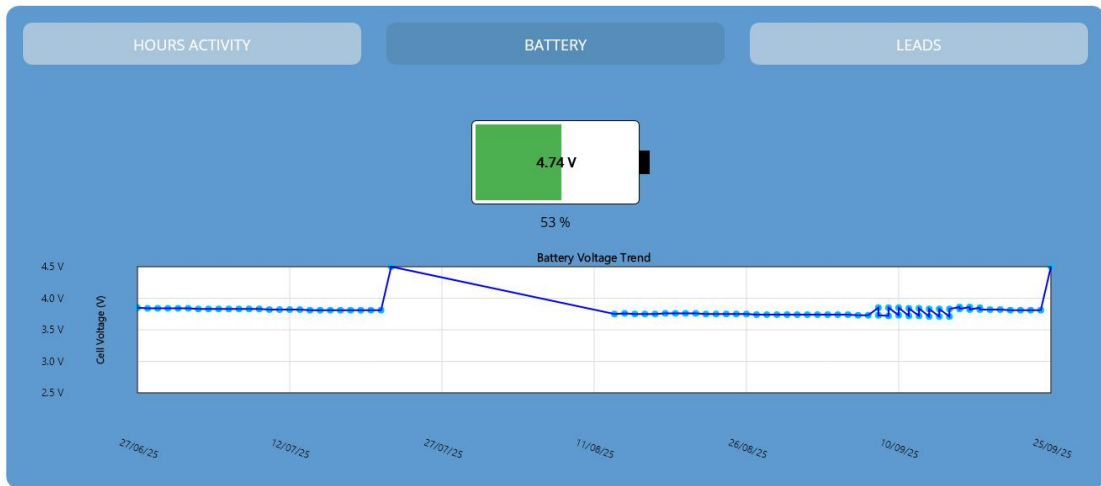 HOURS ACTIVITY
BATTERY
LEADS
4.74 V
53 %
Battery Voltage Trend
Cell Voltage (V)
4.5 V
4.0 V
3.5 V
3.0 V
2.5 V
27/06/25
12/07/25
27/07/25
11/08/25
26/08/25
10/09/25
25/09/25